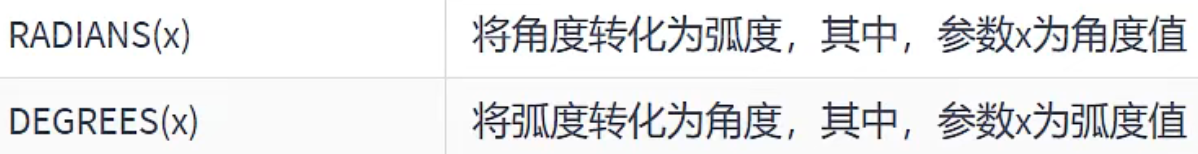 RADIANS(x) 将角度转化为弧度，其中，参数x为角度值
DEGREES(x) 将弧度转化为角度，其中，参数x为弧度值